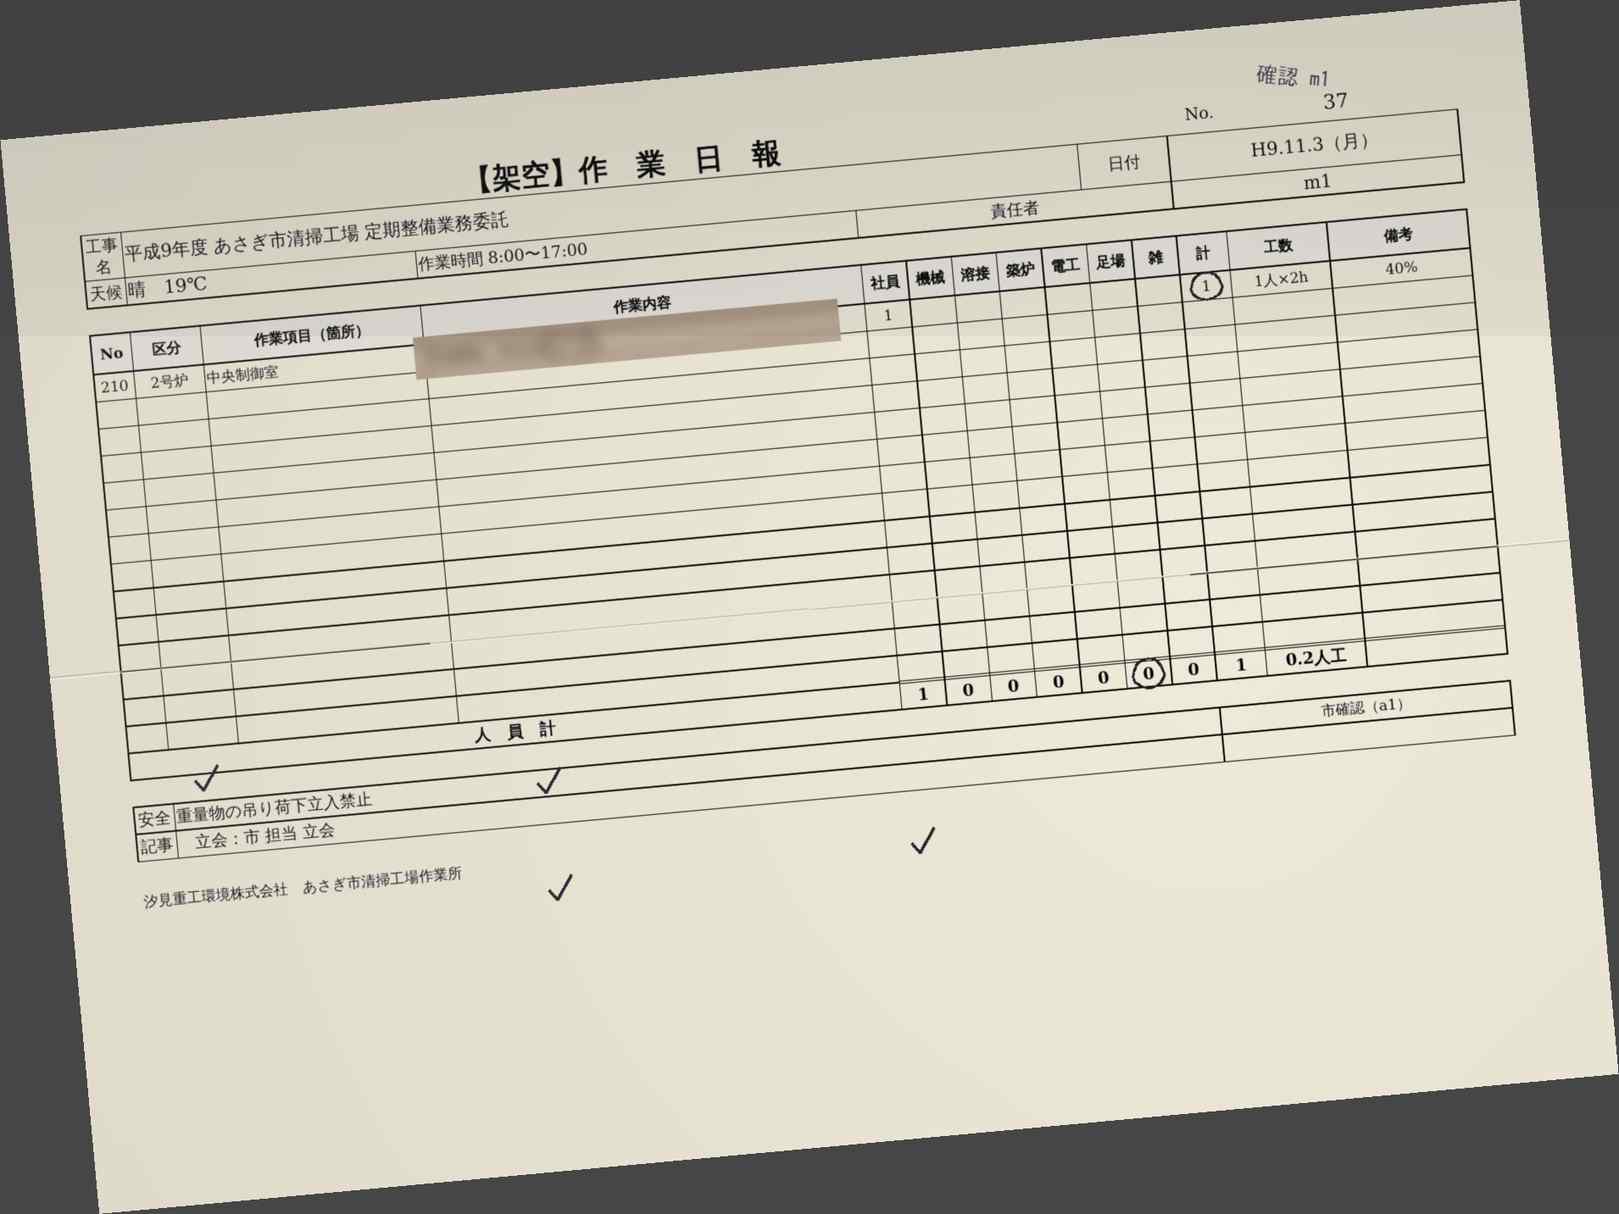 確認 m1
No. 37
【架空】作 業 日 報
工事名 平成9年度 あさぎ市清掃工場 定期整備業務委託 日付 H9.11.3（月）
天候 晴 19℃ 作業時間 8:00〜17:00 責任者 m1
No 区分 作業項目（箇所） 作業内容 社員 機械 溶接 築炉 電工 足場 雑 計 工数 備考
210 2号炉 中央制御室 1 1 1人×2h 40%
人 員 計 1 0 0 0 0 0 0 1 0.2人工
安全 重量物の吊り荷下立入禁止 市確認（a1）
記事 立会：市 担当 立会
汐見重工環境株式会社 あさぎ市清掃工場作業所